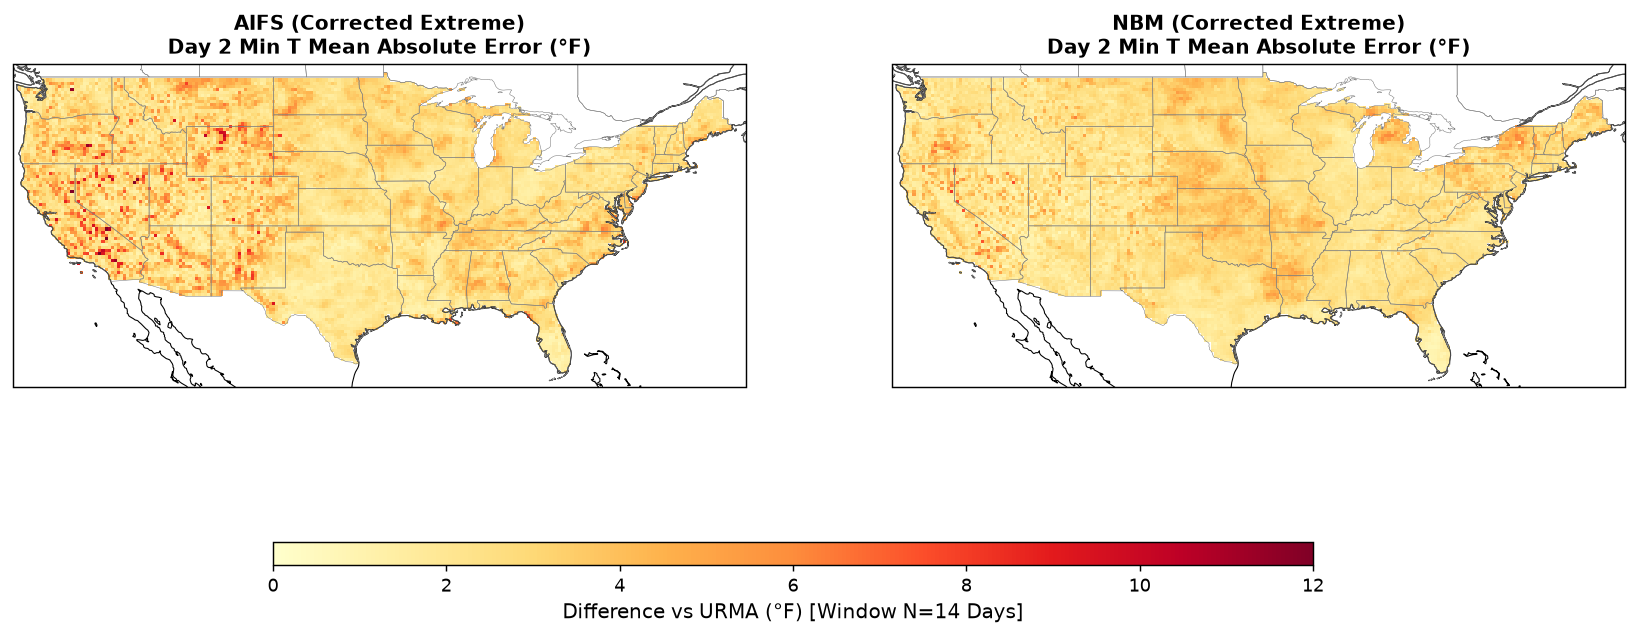 AIFS (Corrected Extreme)
Day 2 Min T Mean Absolute Error (°F)
NBM (Corrected Extreme)
Day 2 Min T Mean Absolute Error (°F)
0 2 4 6 8 10 12
Difference vs URMA (°F) [Window N=14 Days]